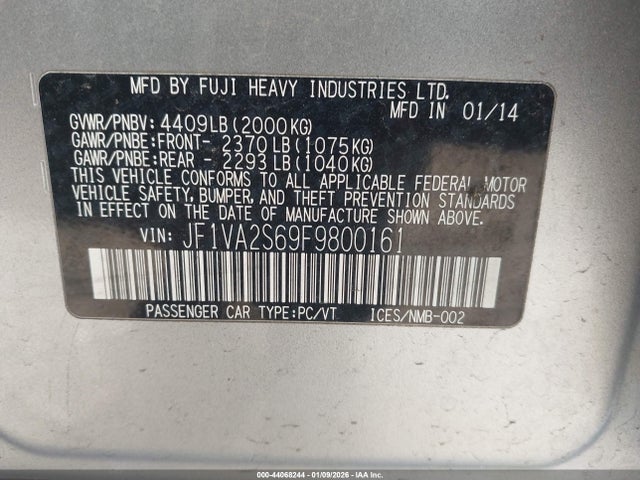 MFD BY FUJI HEAVY INDUSTRIES LTD.
MFD IN 01/14
GVWR/PNBV: 4409LB(2000KG)
GAWR/PNBE:FRONT- 2370LB(1075KG)
GAWR/PNBE:REAR - 2293LB(1040KG)
THIS VEHICLE CONFORMS TO ALL APPLICABLE FEDERAL MOTOR
VEHICLE SAFETY, BUMPER, AND THEFT PREVENTION STANDARDS
IN EFFECT ON THE DATE OF MANUFACTURE SHOWN ABOVE.
VIN: JF1VA2S69F9800161
PASSENGER CAR TYPE:PC/VT ICES/NMB-002
000-44068244 - 01/09/2026 - IAA Inc.